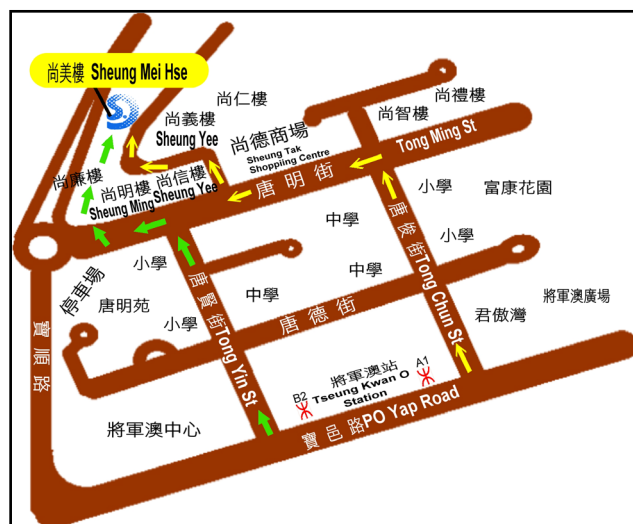 尚美樓 Sheung Mei Hse
尚仁樓
尚義樓
Sheung Yee
尚禮樓
尚智樓
尚德商場
Sheung Tak
Shoppling Centre
Tong Ming St
唐明街
尚廉樓
尚明樓
Sheung Ming
尚信樓
Sheung Yee
小學
富康花園
中學
唐俊街Tong Chun St
小學
停車場
小學
中學
唐明苑
中學
唐賢街Tong Yin St
小學
唐德街
將軍澳廣場
君傲灣
寶順路
B2
將軍澳站
Tseung Kwan O
Station
A1
將軍澳中心
寶邑路PO Yap Road